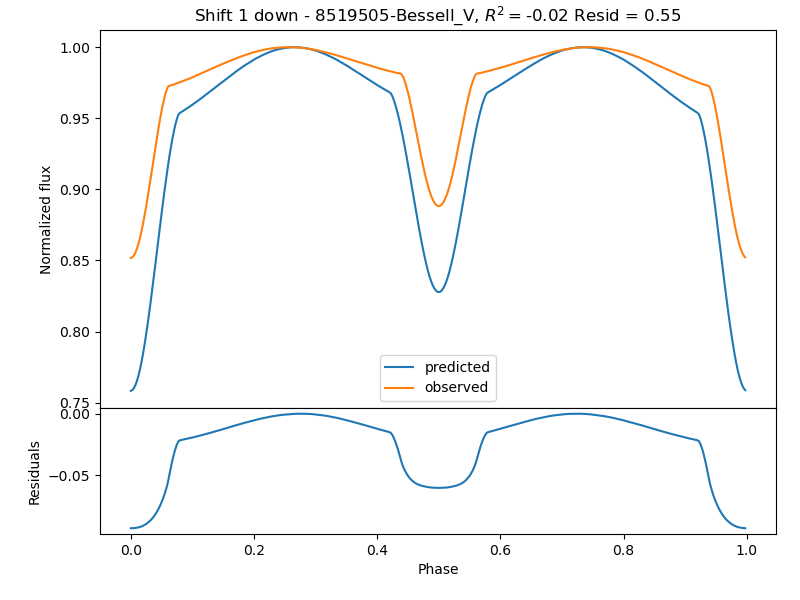 Shift 1 down - 8519505-Bessell_V, R² = -0.02 Resid = 0.55
Normalized flux
1.00
0.95
0.90
0.85
0.80
0.75
predicted
observed
Residuals
0.00
−0.05
0.0
0.2
0.4
0.6
0.8
1.0
Phase